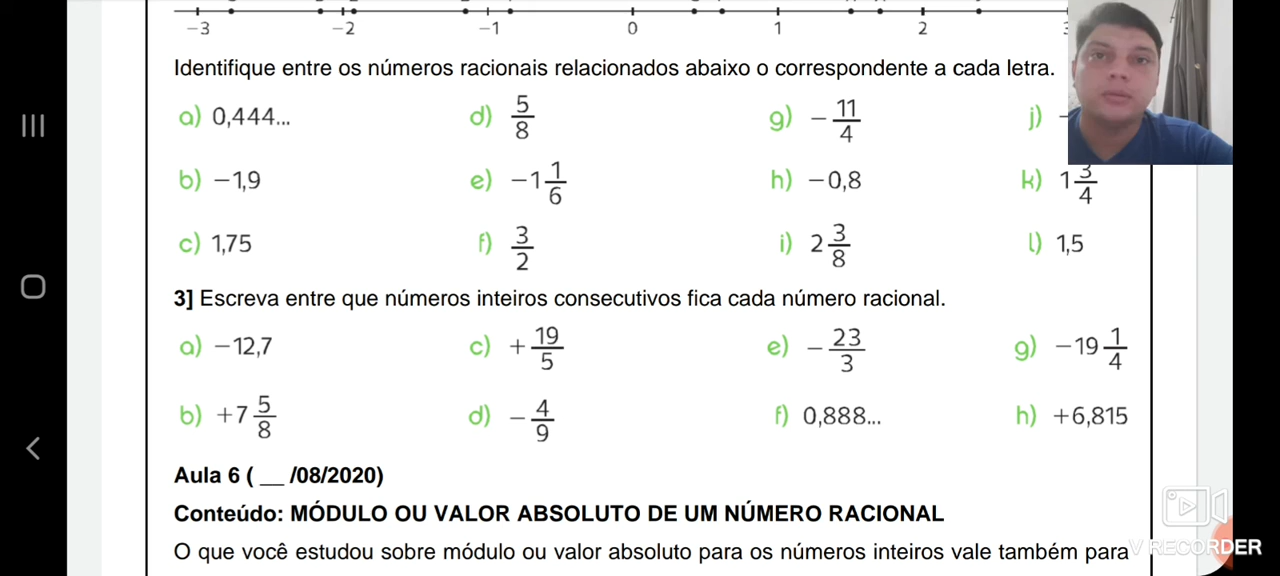 −3 −2 −1 0 1 2
Identifique entre os números racionais relacionados abaixo o correspondente a cada letra.
a) 0,444... d) 5/8 g) −11/4 j) −
b) −1,9 e) −1 1/6 h) −0,8 k) 1 3/4
c) 1,75 f) 3/2 i) 2 3/8 l) 1,5
3] Escreva entre que números inteiros consecutivos fica cada número racional.
a) −12,7 c) +19/5 e) −23/3 g) −19 1/4
b) +7 5/8 d) −4/9 f) 0,888... h) +6,815
Aula 6 ( __ /08/2020)
Conteúdo: MÓDULO OU VALOR ABSOLUTO DE UM NÚMERO RACIONAL
O que você estudou sobre módulo ou valor absoluto para os números inteiros vale também para
V RECORDER